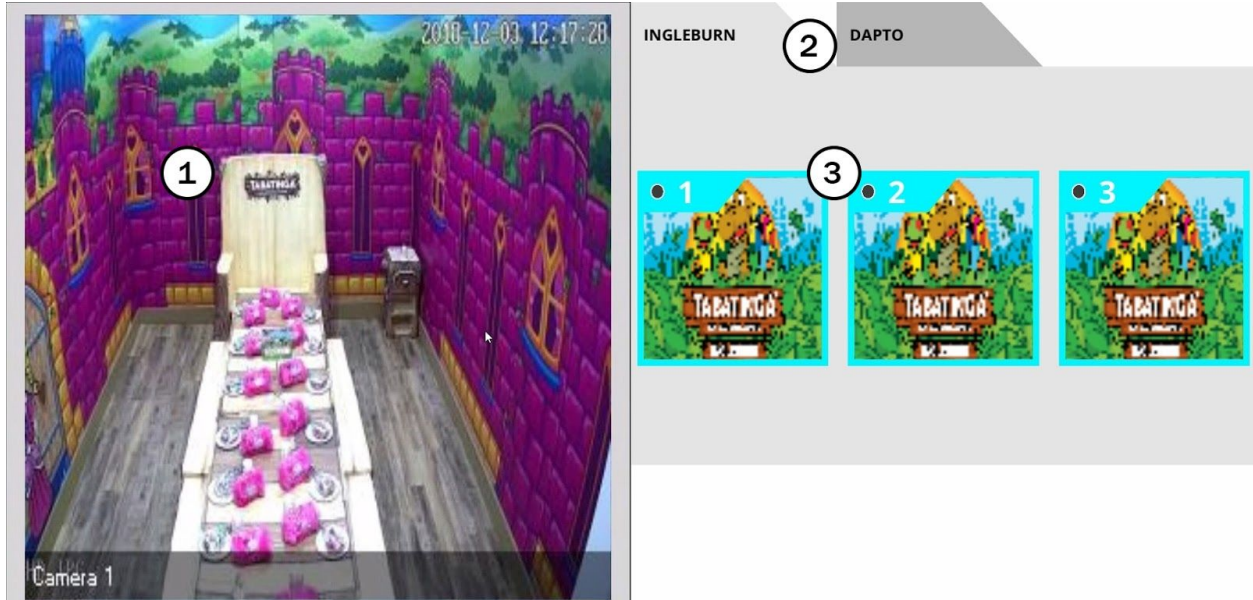 2018-12-03 12:17:28
1
TABATINGA
Camera 1
INGLEBURN
2
DAPTO
3
1
TABATINGA
2
TABATINGA
3
TABATINGA